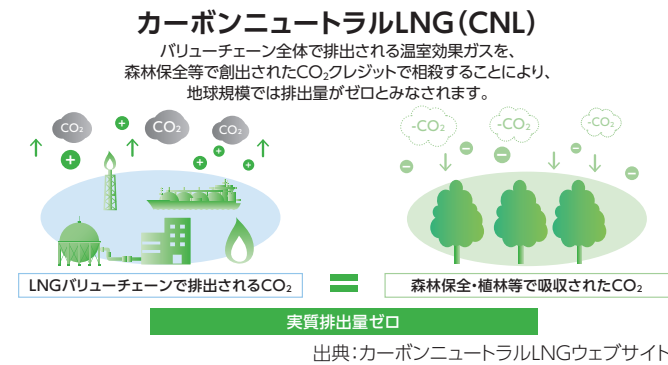 カーボンニュートラルLNG(CNL)
バリューチェーン全体で排出される温室効果ガスを、
森林保全等で創出されたCO₂クレジットで相殺することにより、
地球規模では排出量がゼロとみなされます。
CO₂
CO₂
CO₂
-CO₂
-CO₂
-CO₂
LNGバリューチェーンで排出されるCO₂
=
森林保全・植林等で吸収されたCO₂
実質排出量ゼロ
出典:カーボンニュートラルLNGウェブサイト